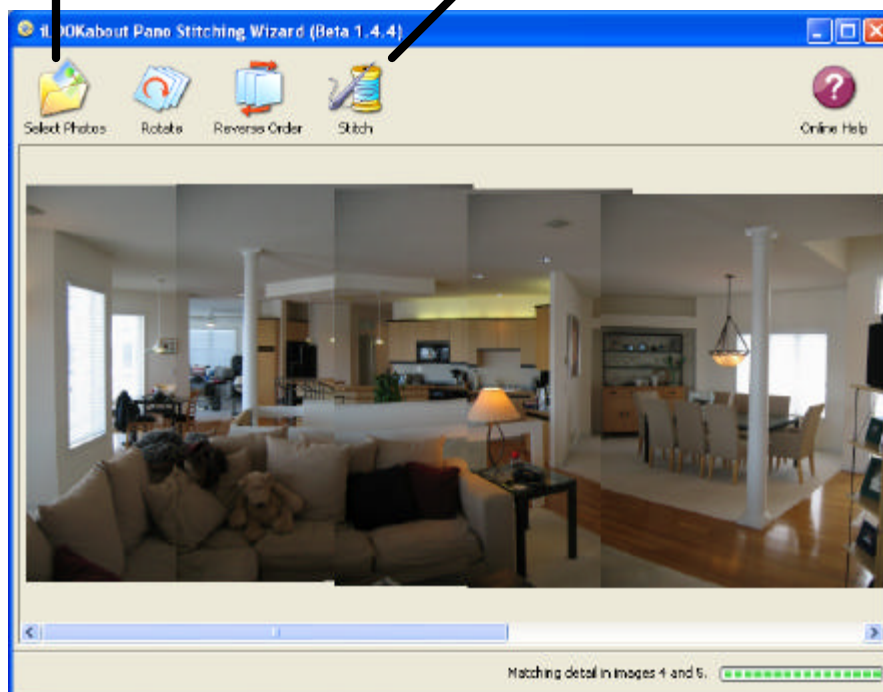 iLOOKabout Pano Stitching Wizard (Beta 1.4.4)
Select Photos Rotate Reverse Order Stitch Online Help
Matching detail in images 4 and 5.